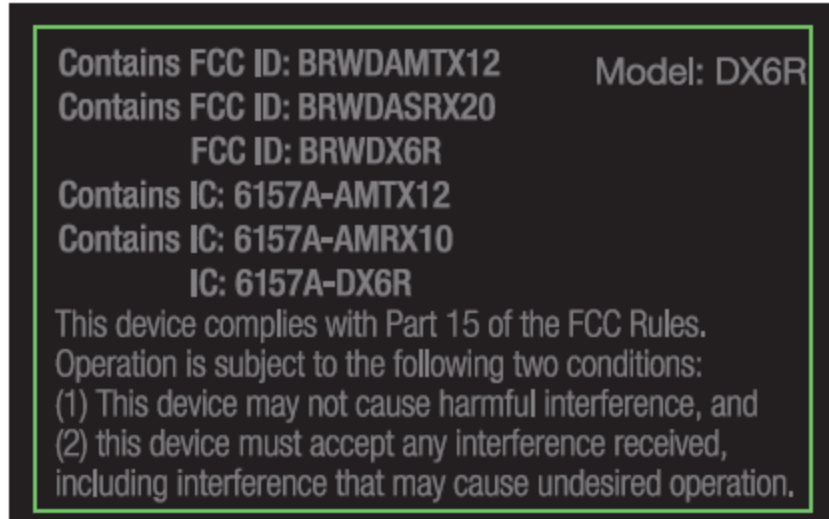 Contains FCC ID: BRWDAMTX12
Model: DX6R
Contains FCC ID: BRWDASRX20
FCC ID: BRWDX6R
Contains IC: 6157A-AMTX12
Contains IC: 6157A-AMRX10
IC: 6157A-DX6R
This device complies with Part 15 of the FCC Rules.
Operation is subject to the following two conditions:
(1) This device may not cause harmful interference, and
(2) this device must accept any interference received,
including interference that may cause undesired operation.